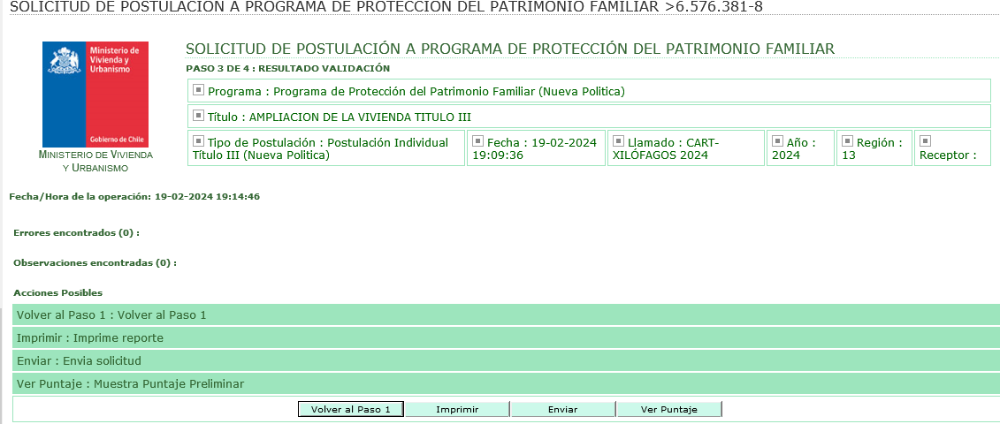 SOLICITUD DE POSTULACIÓN A PROGRAMA DE PROTECCIÓN DEL PATRIMONIO FAMILIAR >6.576.381-8
Ministerio de
Vivienda y
Urbanismo
Gobierno de Chile
MINISTERIO DE VIVIENDA
Y URBANISMO
SOLICITUD DE POSTULACIÓN A PROGRAMA DE PROTECCIÓN DEL PATRIMONIO FAMILIAR
PASO 3 DE 4 : RESULTADO VALIDACIÓN
Programa : Programa de Protección del Patrimonio Familiar (Nueva Politica)
Título : AMPLIACION DE LA VIVIENDA TITULO III
Tipo de Postulación : Postulación Individual
Título III (Nueva Politica)
Fecha : 19-02-2024
19:09:36
Llamado : CART-
XILÓFAGOS 2024
Año :
2024
Región :
13
Receptor :
Fecha/Hora de la operación: 19-02-2024 19:14:46
Errores encontrados (0) :
Observaciones encontradas (0) :
Acciones Posibles
Volver al Paso 1 : Volver al Paso 1
Imprimir : Imprime reporte
Enviar : Envia solicitud
Ver Puntaje : Muestra Puntaje Preliminar
Volver al Paso 1 Imprimir Enviar Ver Puntaje